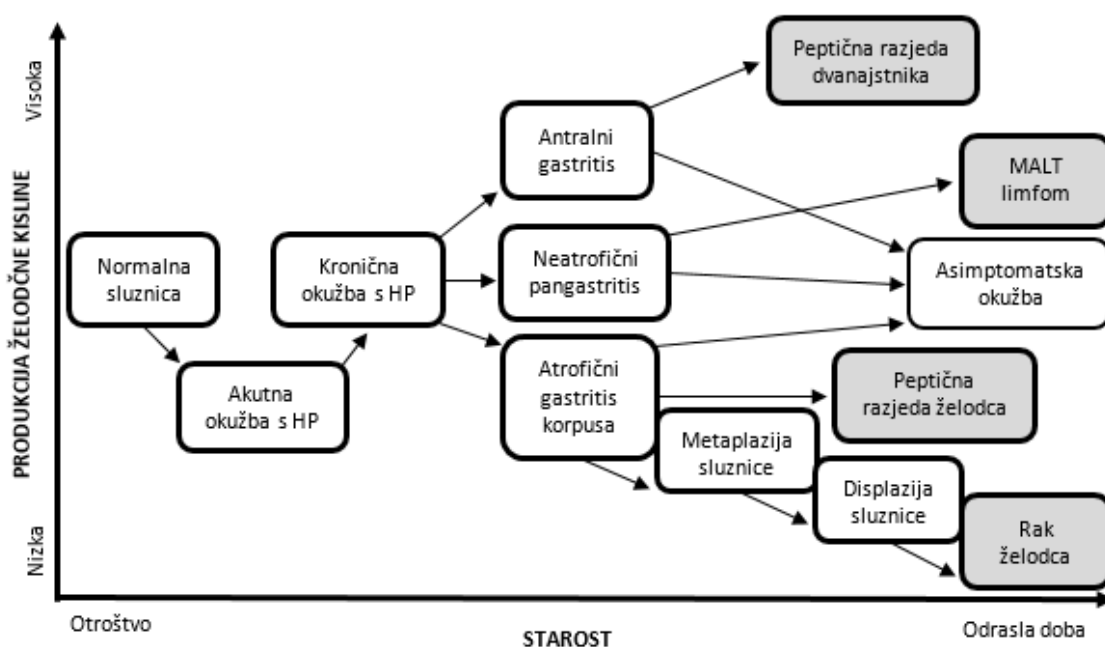 PRODUKCIJA ŽELODČNE KISLINE
Visoka
Nizka
Normalna
sluznica
Akutna
okužba s HP
Kronična
okužba s HP
Antralni
gastritis
Neatrofični
pangastritis
Atrofični
gastritis
korpusa
Metaplazija
sluznice
Displazija
sluznice
Peptična razjeda
dvanajstnika
MALT
limfom
Asimptomatska
okužba
Peptična
razjeda želodca
Rak
želodca
Otroštvo
STAROST
Odrasla doba